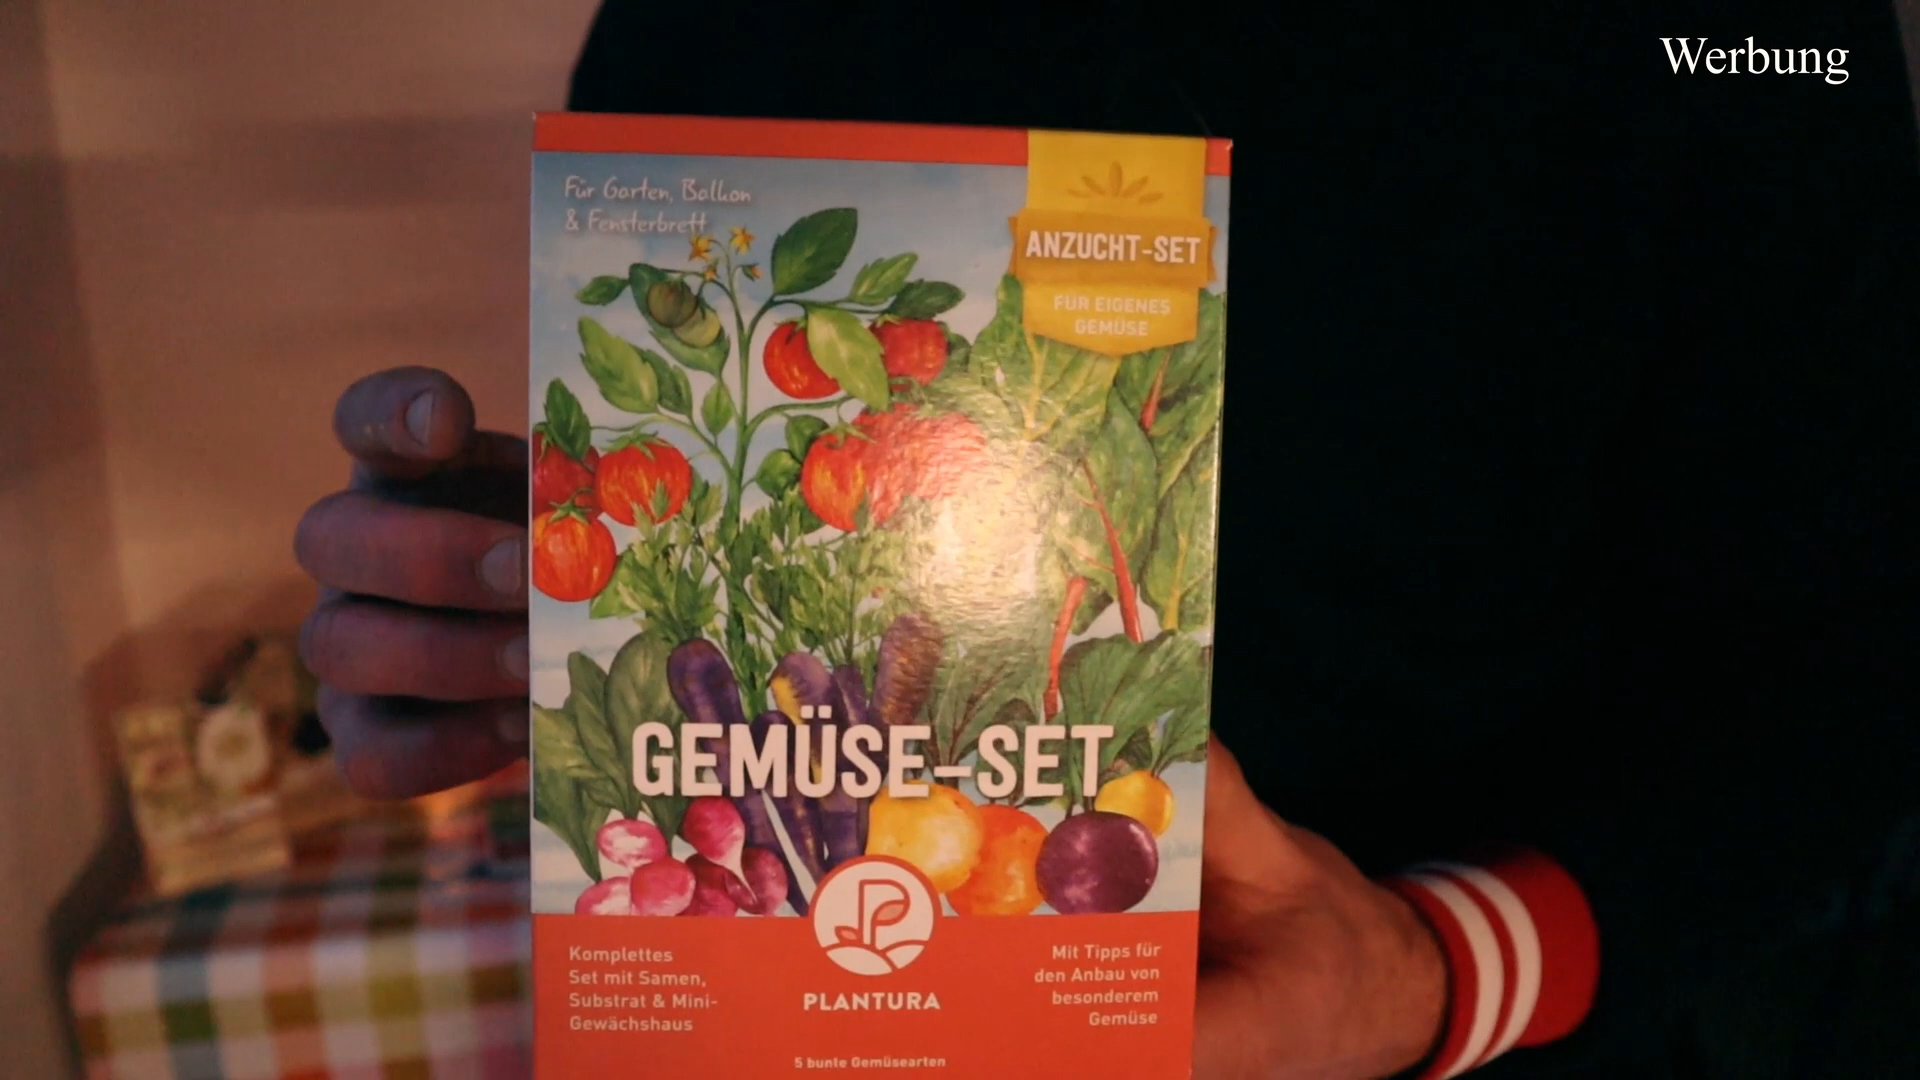 Werbung
Für Garten, Balkon
& Fensterbrett
ANZUCHT-SET
FÜR EIGENES
GEMÜSE
GEMÜSE-SET
Komplettes
Set mit Samen,
Substrat & Mini-
Gewächshaus
PLANTURA
Mit Tipps für
den Anbau von
besonderem
Gemüse
5 bunte Gemüsearten